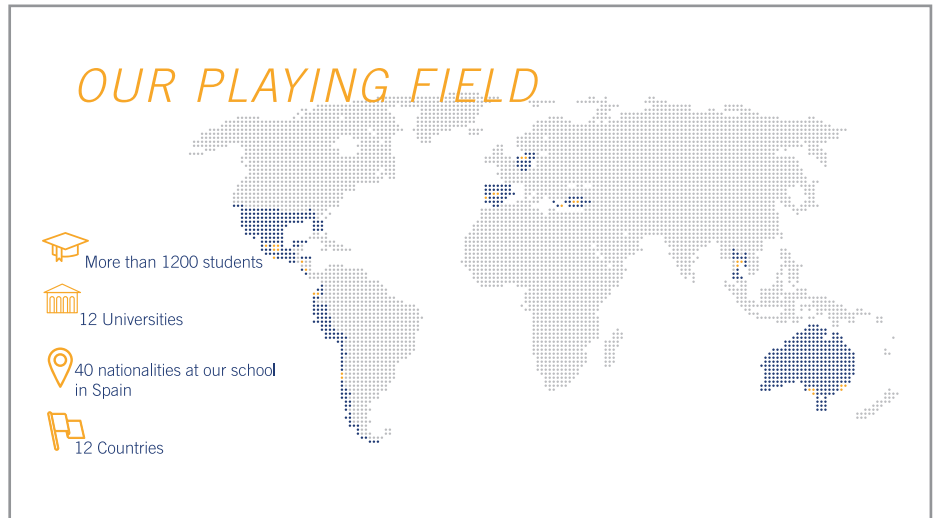 OUR PLAYING FIELD
More than 1200 students
12 Universities
40 nationalities at our school
in Spain
12 Countries